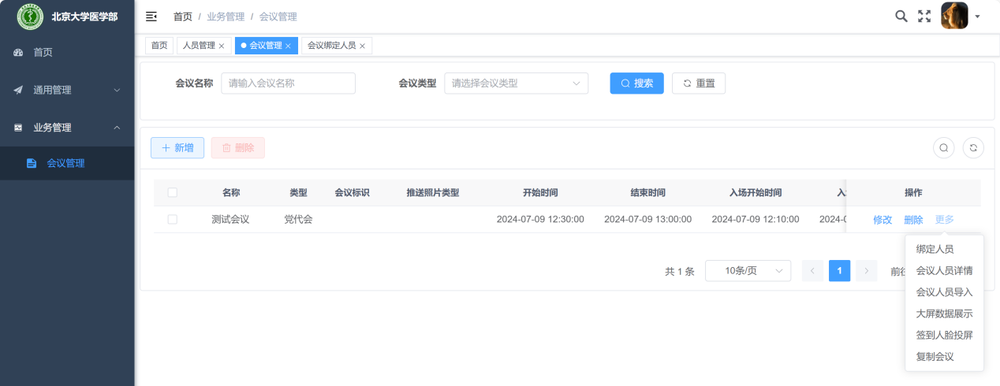 北京大学医学部
首页 / 业务管理 / 会议管理
首页
通用管理
业务管理
会议管理
首页 人员管理 × 会议管理 × 会议绑定人员 ×
会议名称 请输入会议名称 会议类型 请选择会议类型 搜索 重置
+ 新增 删除
名称 类型 会议标识 推送照片类型 开始时间 结束时间 入场开始时间 操作
测试会议 党代会 2024-07-09 12:30:00 2024-07-09 13:00:00 2024-07-09 12:10:00 2024-0 修改 删除 更多
共 1 条 10条/页 < 1 > 前往
绑定人员
会议人员详情
会议人员导入
大屏数据展示
签到人脸投屏
复制会议